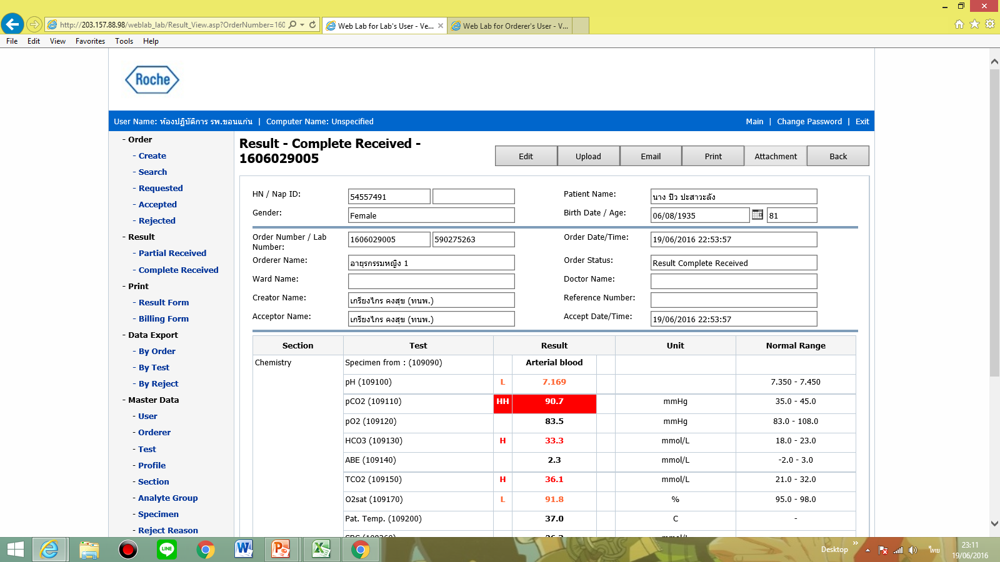 http://203.157.88.98/weblab_lab/Result_View.asp?OrderNumber=160
Web Lab for Lab's User - Ve...
Web Lab for Orderer's User - V...
File Edit View Favorites Tools Help
Roche
User Name: ห้องปฏิบัติการ รพ.ขอนแก่น | Computer Name: Unspecified
Main | Change Password | Exit
- Order
- Create
- Search
- Requested
- Accepted
- Rejected
- Result
- Partial Received
- Complete Received
- Print
- Result Form
- Billing Form
- Data Export
- By Order
- By Test
- By Reject
- Master Data
- User
- Orderer
- Test
- Profile
- Section
- Analyte Group
- Specimen
- Reject Reason
Result - Complete Received -
1606029005
Edit Upload Email Print Attachment Back
HN / Nap ID: 54557491 Patient Name: นาง ปิว ปะสาวะลัง
Gender: Female Birth Date / Age: 06/08/1935 81
Order Number / Lab Number: 1606029005 590275263 Order Date/Time: 19/06/2016 22:53:57
Orderer Name: อายุรกรรมหญิง 1 Order Status: Result Complete Received
Ward Name: Doctor Name:
Creator Name: เกรียงไกร คงสุข (ทนพ.) Reference Number:
Acceptor Name: เกรียงไกร คงสุข (ทนพ.) Accept Date/Time: 19/06/2016 22:53:57
Section Test Result Unit Normal Range
Chemistry Specimen from : (109090) Arterial blood
pH (109100) L 7.169 7.350 - 7.450
pCO2 (109110) HH 90.7 mmHg 35.0 - 45.0
pO2 (109120) 83.5 mmHg 83.0 - 108.0
HCO3 (109130) H 33.3 mmol/L 18.0 - 23.0
ABE (109140) 2.3 mmol/L -2.0 - 3.0
TCO2 (109150) H 36.1 mmol/L 21.0 - 32.0
O2sat (109170) L 91.8 % 95.0 - 98.0
Pat. Temp. (109200) 37.0 C -
LINE
Desktop
ไทย
23:11
19/06/2016